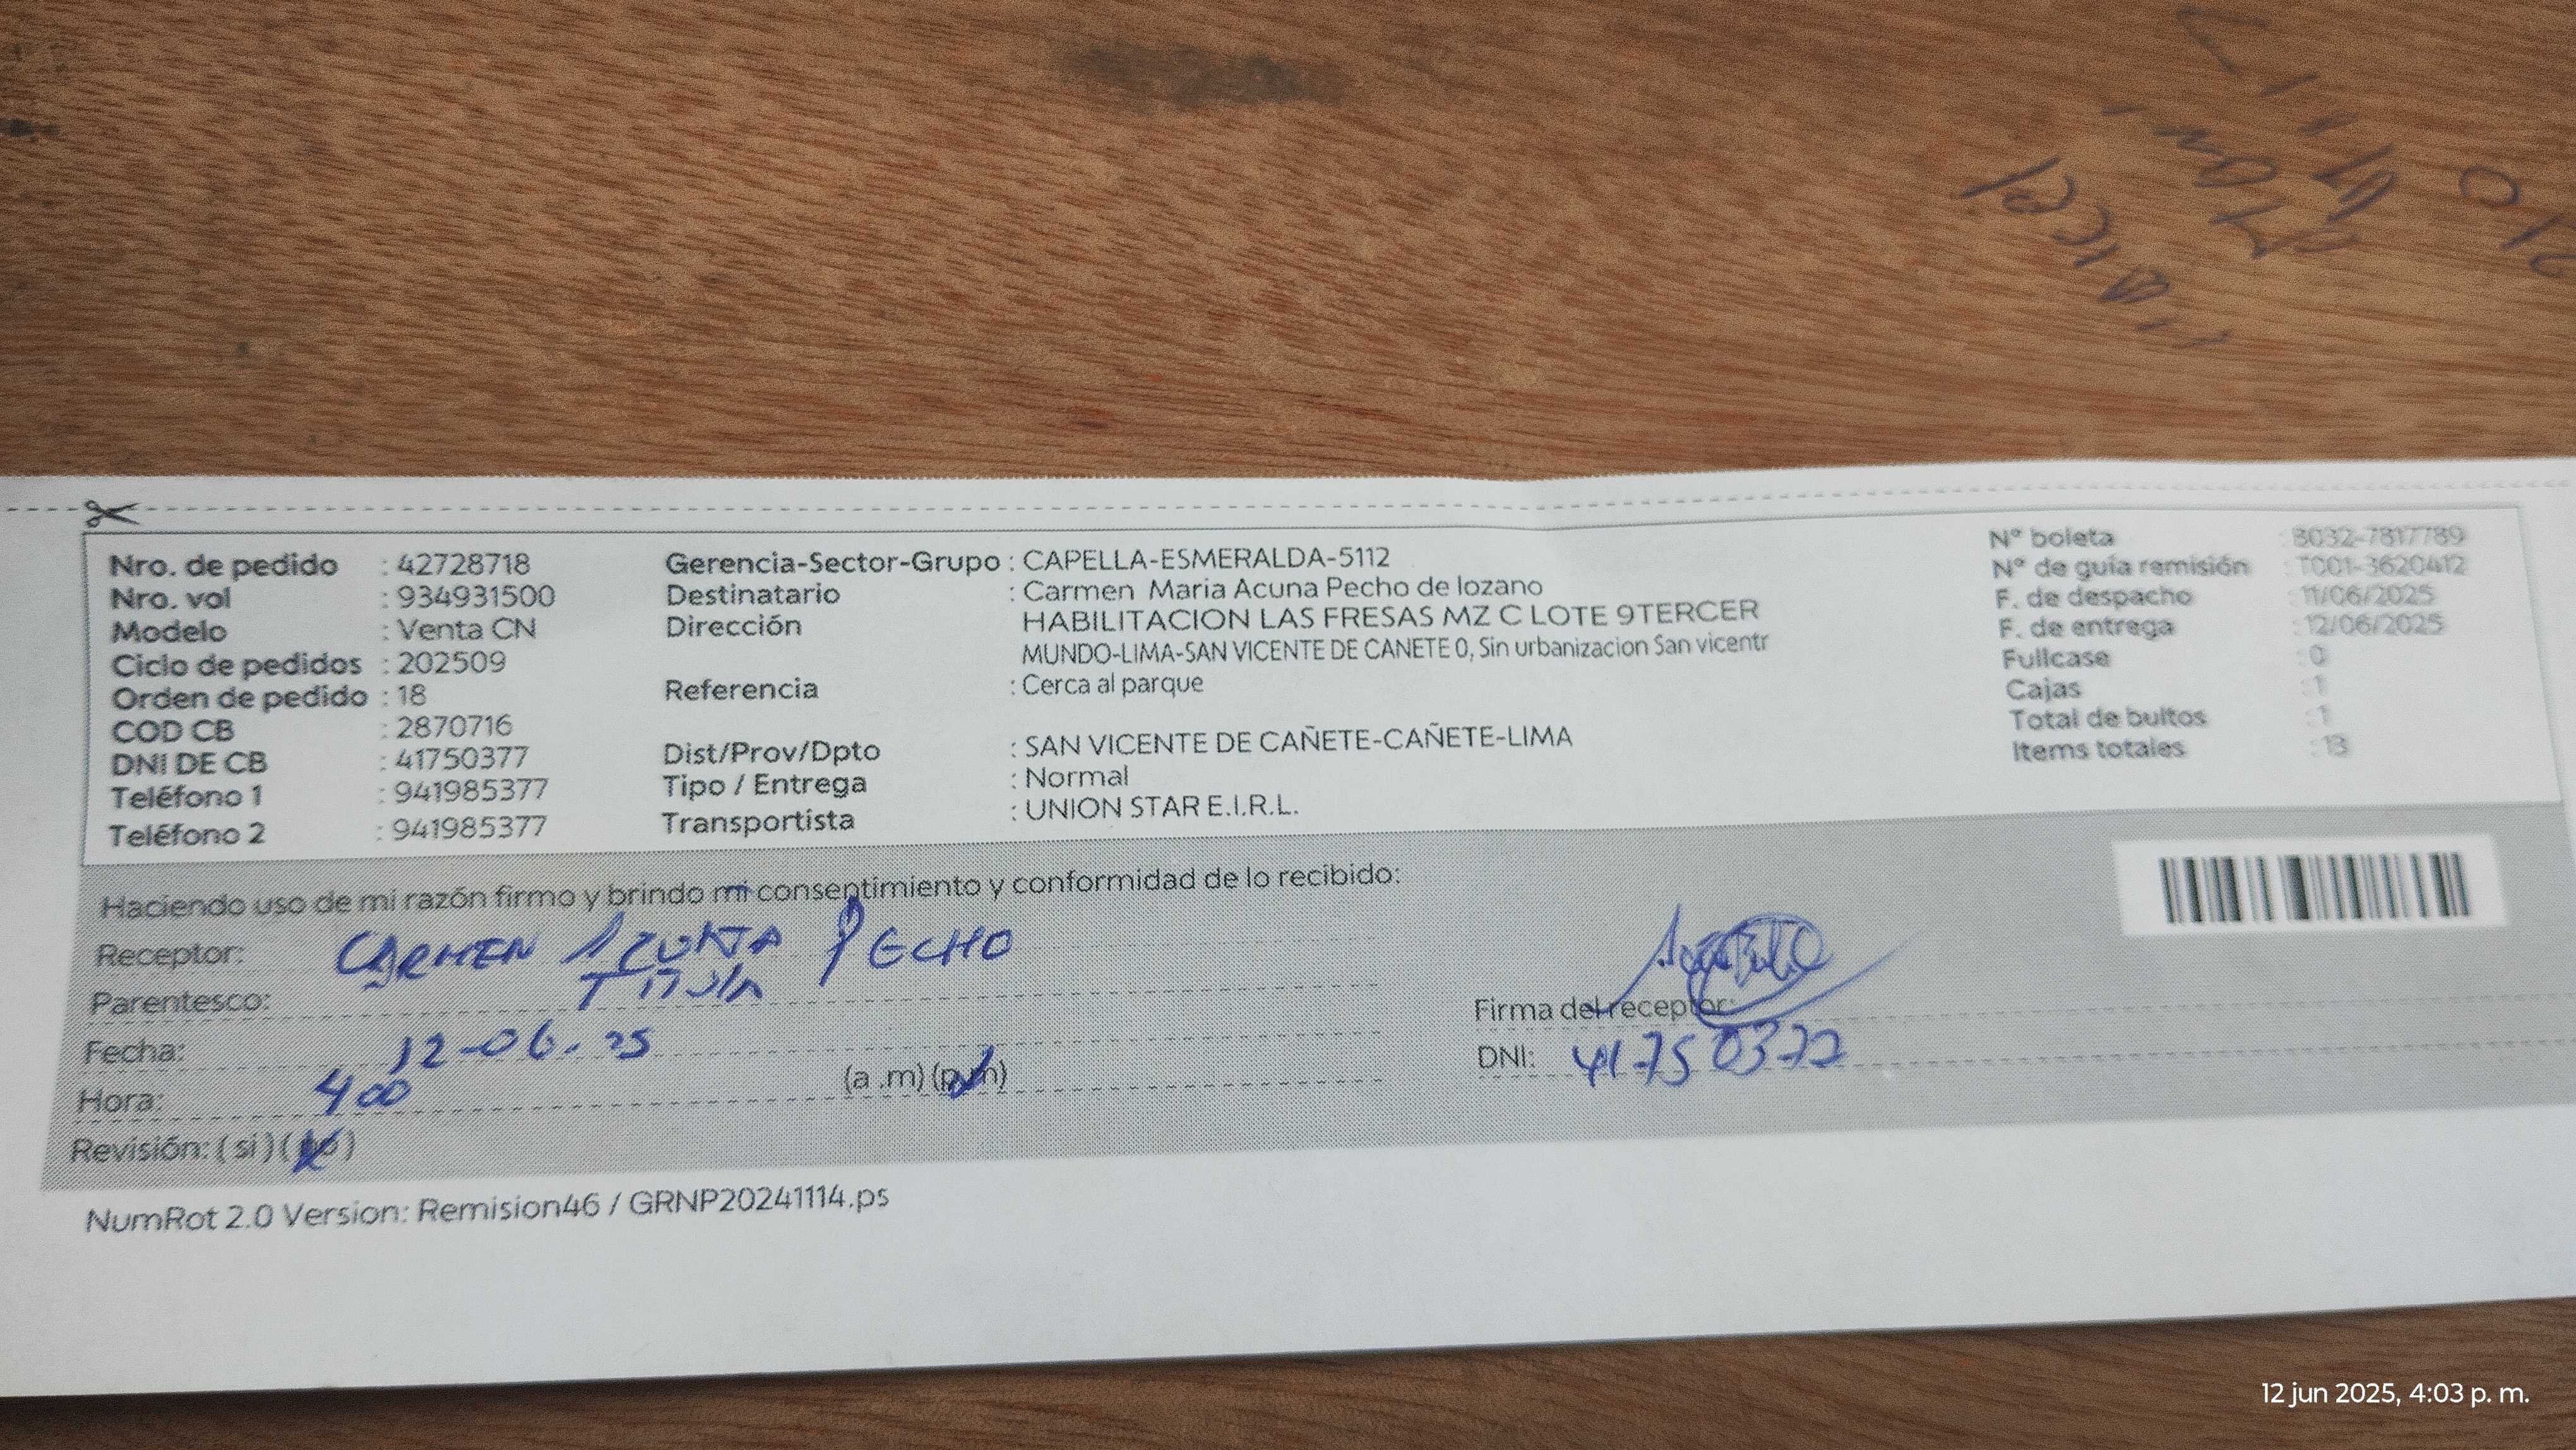 Nro. de pedido : 42728718
Nro. vol : 934931500
Modelo : Venta CN
Ciclo de pedidos : 202509
Orden de pedido : 18
COD CB : 2870716
DNI DE CB : 41750377
Teléfono 1 : 941985377
Teléfono 2 : 941985377
Gerencia-Sector-Grupo : CAPELLA-ESMERALDA-5112
Destinatario : Carmen Maria Acuna Pecho de lozano
Dirección HABILITACION LAS FRESAS MZ C LOTE 9TERCER
MUNDO-LIMA-SAN VICENTE DE CANETE 0, Sin urbanizacion San vicentr
Referencia : Cerca al parque
Dist/Prov/Dpto : SAN VICENTE DE CAÑETE-CAÑETE-LIMA
Tipo / Entrega : Normal
Transportista : UNION STAR E.I.R.L.
N° boleta : B032-7817789
N° de guía remisión : T001-3620412
F. de despacho : 11/06/2025
F. de entrega : 12/06/2025
Fullcase : 0
Cajas : 1
Total de bultos : 1
Items totales : 13
Haciendo uso de mi razón firmo y brindo mi consentimiento y conformidad de lo recibido:
Receptor: CARMEN ACUÑA PECHO
Parentesco:
Fecha: 12-06-25
Hora: 400 (a .m) (p.m)
Revisión: ( si ) ( no )
Firma del receptor:
DNI: 41750377
NumRot 2.0 Version: Remision46 / GRNP20241114.ps
12 jun 2025, 4:03 p. m.